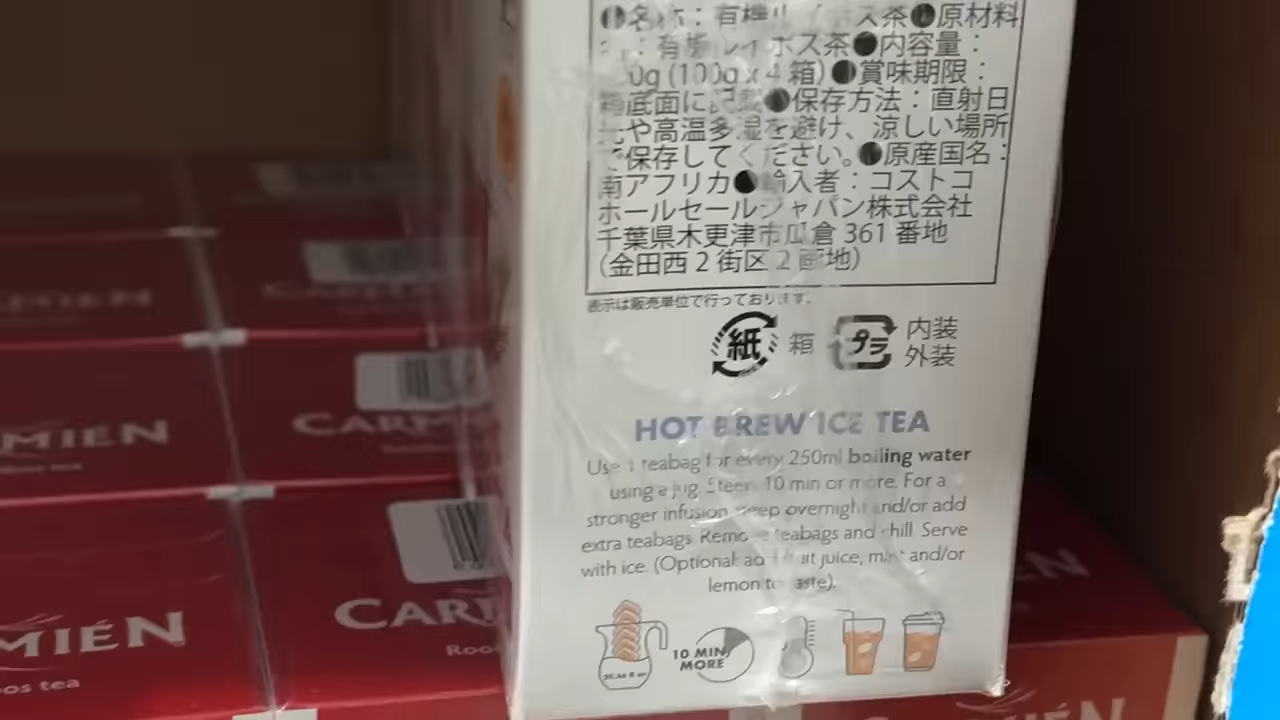 ●名称：有機ルイボス茶●原材料
名：有機ルイボス茶●内容量：
(100g x 4 箱)●賞味期限：
箱底面に記載●保存方法：直射日
光や高温多湿を避け、涼しい場所
で保存してください。●原産国名：
南アフリカ●輸入者：コストコ
ホールセールジャパン株式会社
千葉県木更津市瓜倉 361 番地
(金田西 2 街区 2 画地)
表示は販売単位で行っております。
紙 箱 プラ 内装
外装
HOT BREW ICE TEA
Use 1 teabag for every 250ml boiling water
using a jug. Steep 10 min or more. For a
stronger infusion steep overnight and/or add
extra teabags. Remove teabags and chill. Serve
with ice. (Optional: add fruit juice, mint and/or
lemon to taste).
10 MIN/
MORE
MIÉN
CARM
MIÉN
os tea
CAR
Roo
ÉN